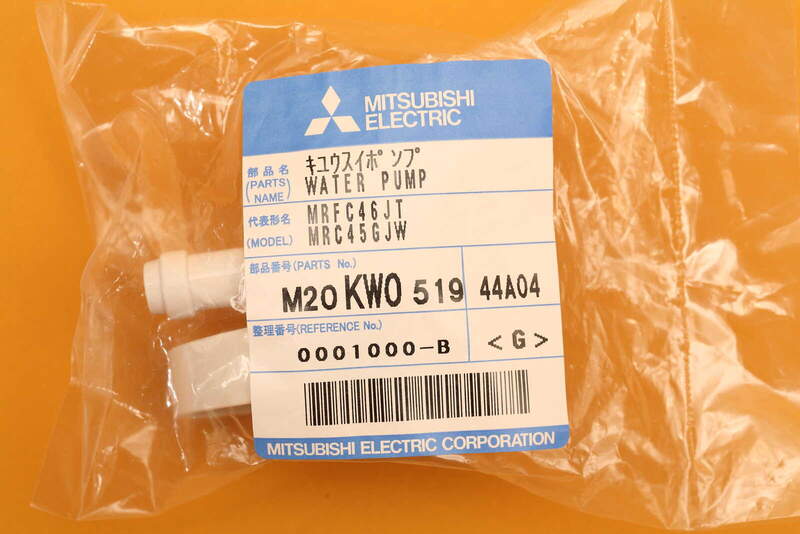 MITSUBISHI
ELECTRIC
部品名
(PARTS
NAME)
キユウスイポンプ
WATER PUMP
代表形名
(MODEL)
MRFC46JT
MRC45GJW
部品番号(PARTS No.)
M20 KW0 519 44A04
整理番号(REFERENCE No.)
0001000-B <G>
MITSUBISHI ELECTRIC CORPORATION